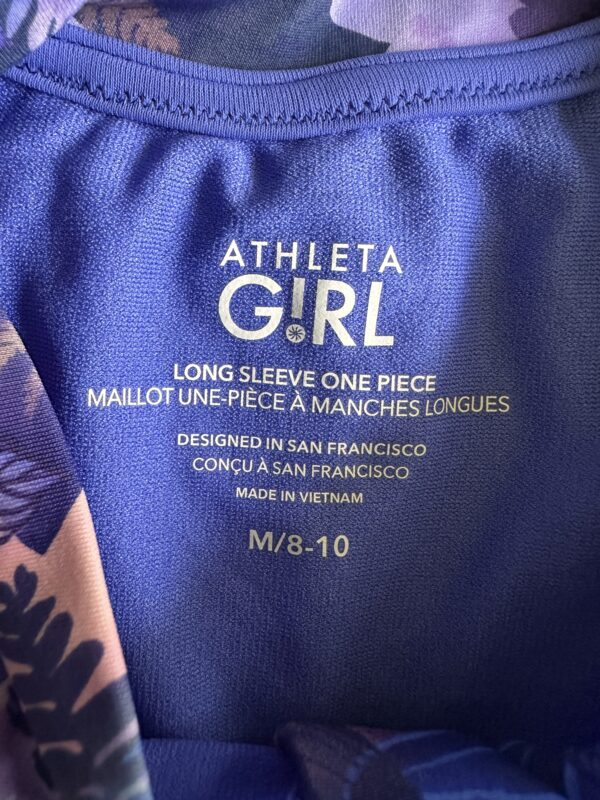 ATHLETA
G!RL
LONG SLEEVE ONE PIECE
MAILLOT UNE-PIÈCE À MANCHES LONGUES
DESIGNED IN SAN FRANCISCO
CONÇU À SAN FRANCISCO
MADE IN VIETNAM
M/8-10